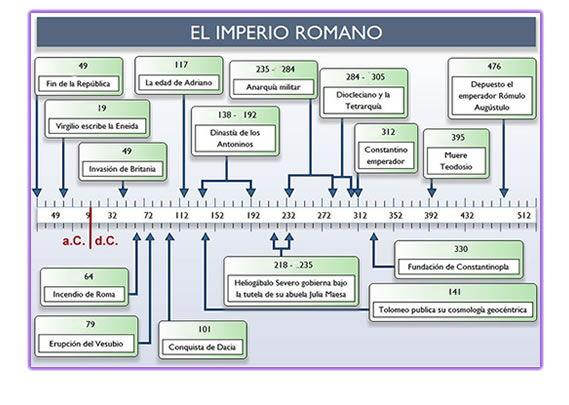 EL IMPERIO ROMANO
49
Fin de la República
117
La edad de Adriano
235 - 284
Anarquía militar
284 - 305
Diocleciano y la
Tetrarquía
476
Depuesto el
emperador Rómulo
Augústulo
19
Virgilio escribe la Eneida
138 - 192
Dinastía de los
Antoninos
312
Constantino
emperador
395
Muere
Teodosio
49
Invasión de Britania
49 9 32 72 112 152 192 232 272 312 352 392 432 512
a.C. d.C.
64
Incendio de Roma
218 - 235
Heliogábalo Severo gobierna bajo
la tutela de su abuela Julia Maesa
330
Fundación de Constantinopla
141
Tolomeo publica su cosmología geocéntrica
79
Erupción del Vesubio
101
Conquista de Dacia